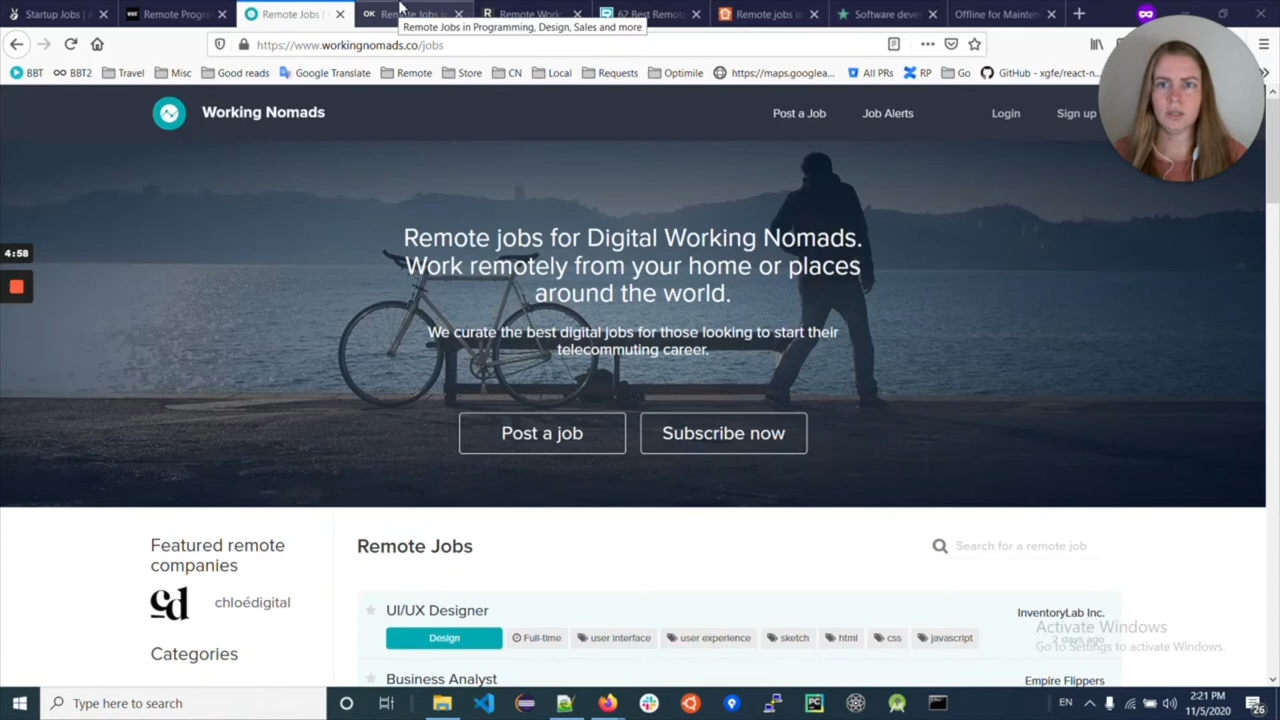 Startup Jobs |
Remote Progra
Remote Jobs |
OK Remote Jobs in
R Remote Work
62 Best Remote
Remote jobs in
Software deve
Offline for Mainte
Remote Jobs in Programming, Design, Sales and more
https://www.workingnomads.co/jobs
BBT
BBT2
Travel
Misc
Good reads
Google Translate
Remote
Store
CN
Local
Requests
Optimile
https://maps.googlea...
All PRs
RP
Go
GitHub - xgfe/react-n...
Working Nomads
Post a Job
Job Alerts
Login
Sign up
4:58
Remote jobs for Digital Working Nomads.
Work remotely from your home or places
around the world.
We curate the best digital jobs for those looking to start their
telecommuting career.
Post a job
Subscribe now
Featured remote
companies
cd chloédigital
Categories
Remote Jobs
Search for a remote job
UI/UX Designer
InventoryLab Inc.
2 days ago
Design
Full-time
user interface
user experience
sketch
html
css
javascript
Business Analyst
Empire Flippers
Activate Windows
Go to Settings to activate Windows.
Type here to search
EN
2:21 PM
11/5/2020
26